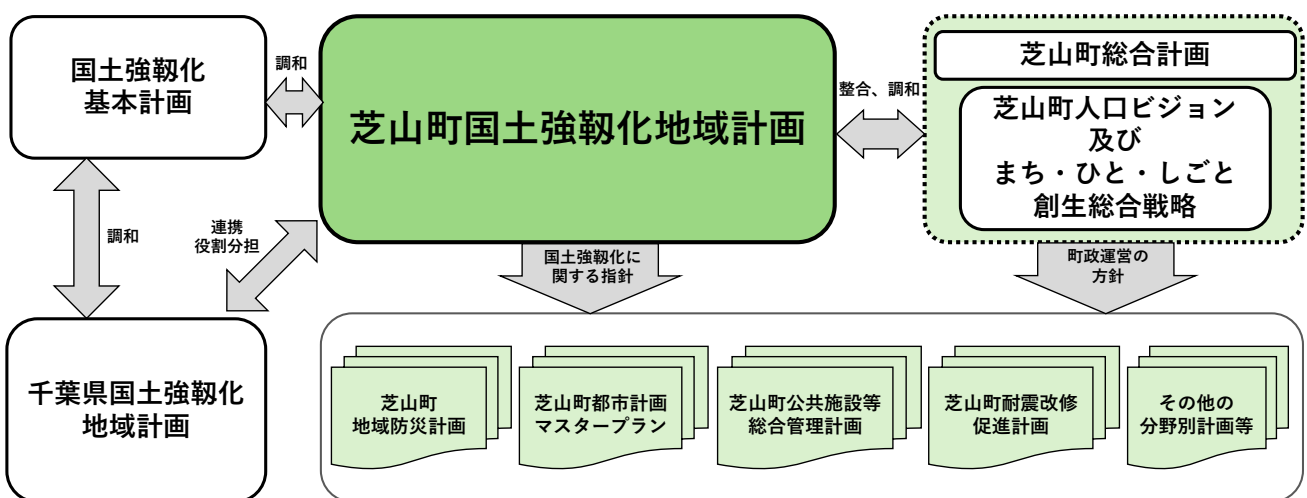 国土強靱化
基本計画
調和
芝山町国土強靱化地域計画
整合、調和
芝山町総合計画
芝山町人口ビジョン
及び
まち・ひと・しごと
創生総合戦略
調和
連携
役割分担
国土強靱化に
関する指針
町政運営の
方針
千葉県国土強靱化
地域計画
芝山町
地域防災計画
芝山町都市計画
マスタープラン
芝山町公共施設等
総合管理計画
芝山町耐震改修
促進計画
その他の
分野別計画等